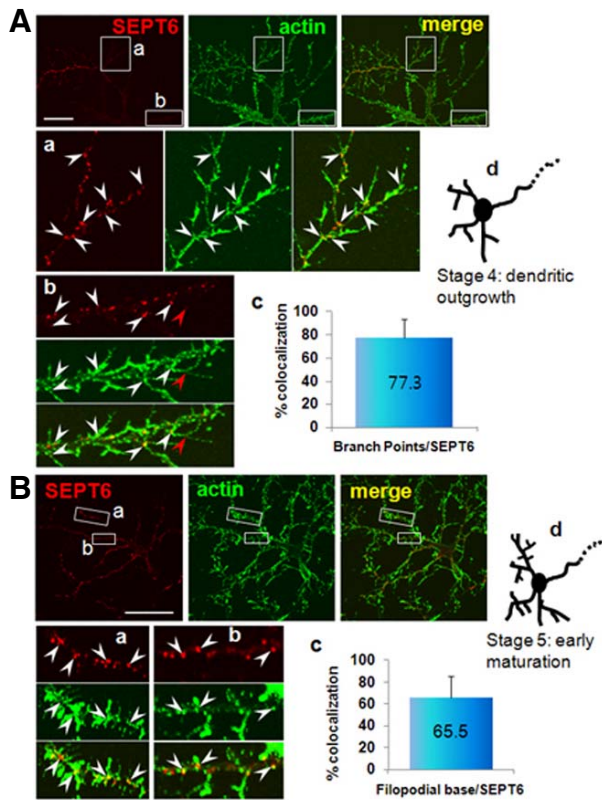 A
SEPT6 actin merge
a
b
a
d
Stage 4: dendritic
outgrowth
b
c
% colocalization
100
80
60
40
20
0
77.3
Branch Points/SEPT6
B
SEPT6 actin merge
a
b
d
Stage 5: early
maturation
a b
c
% colocalization
100
80
60
40
20
0
65.5
Filopodial base/SEPT6